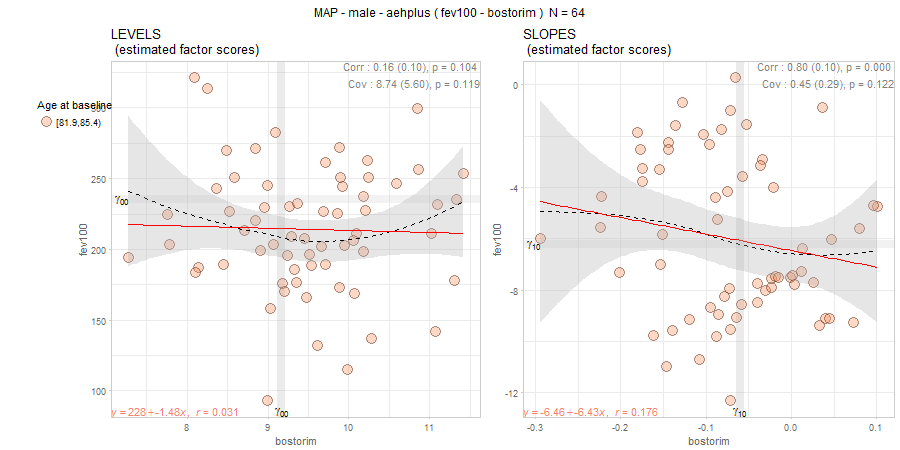 MAP - male - aehplus ( fev100 - bostorim ) N = 64
LEVELS
(estimated factor scores)
Corr : 0.16 (0.10), p = 0.104
Cov : 8.74 (5.60), p = 0.119
Age at baseline
[81.9,85.4)
300
250
200
150
100
γ00
fev100
y = 228 + -1.48x, r = 0.031
γ00
8 9 10 11
bostorim
SLOPES
(estimated factor scores)
Corr : 0.80 (0.10), p = 0.000
Cov : 0.45 (0.29), p = 0.122
0
-4
-8
-12
γ10
fev100
y = -6.46 + -6.43x, r = 0.176
γ10
-0.3 -0.2 -0.1 0.0 0.1
bostorim